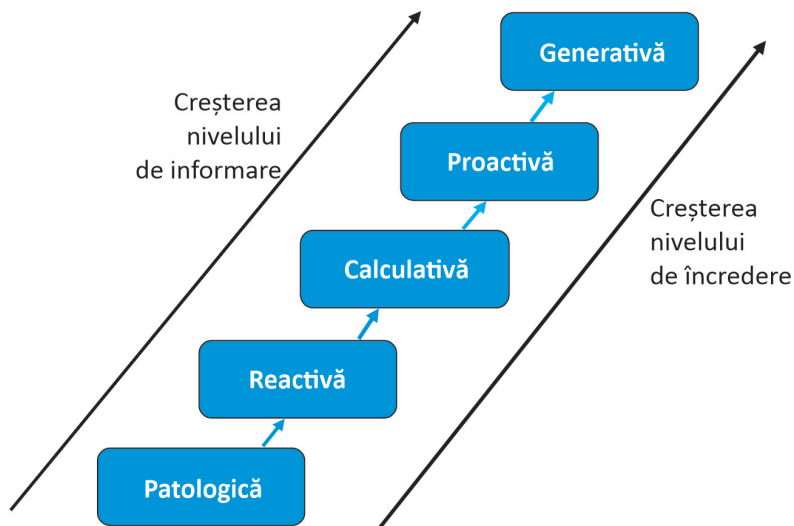 Generativă
Creșterea
nivelului
de informare
Proactivă
Creșterea
nivelului
de încredere
Calculativă
Reactivă
Patologică